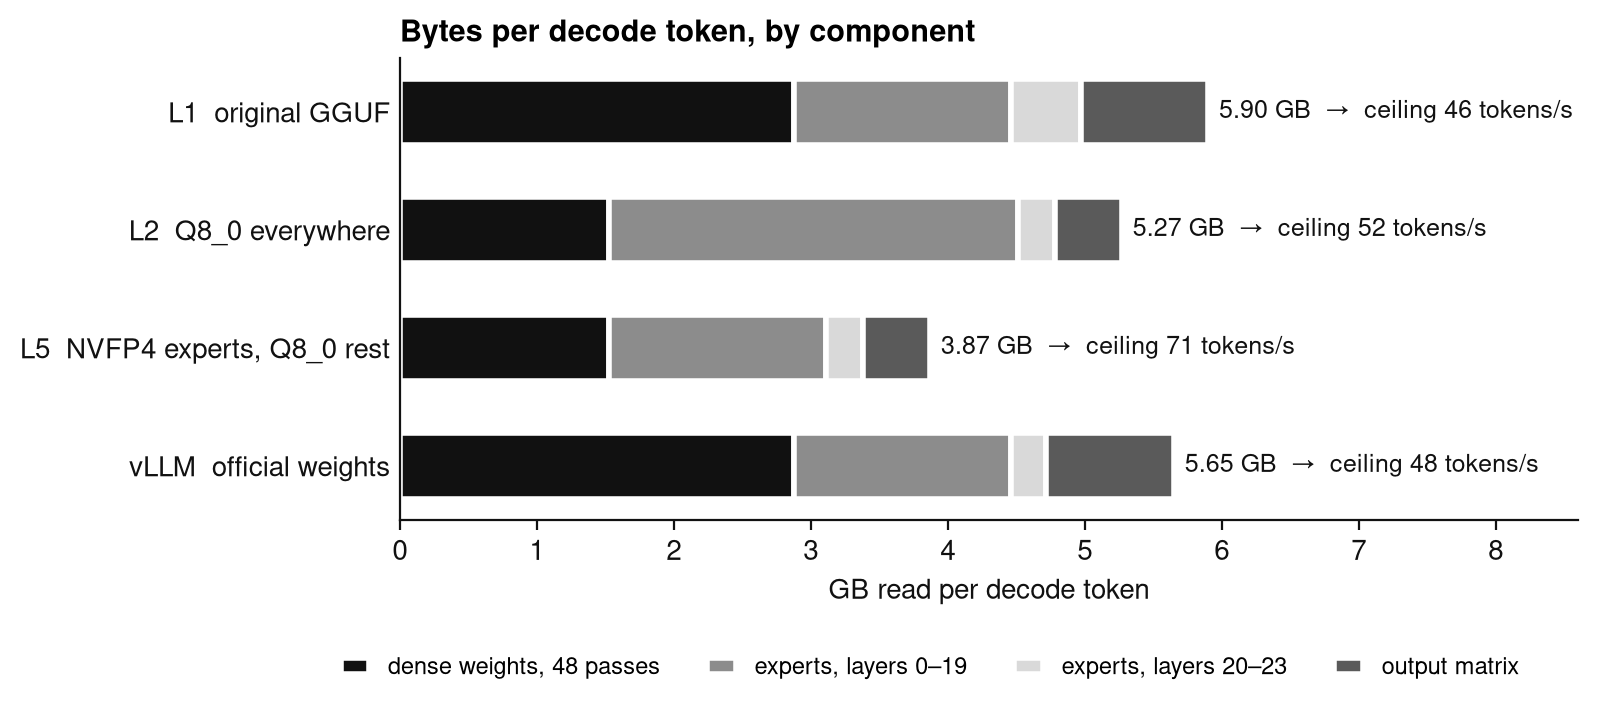 Bytes per decode token, by component
L1  original GGUF
5.90 GB → ceiling 46 tokens/s
L2  Q8_0 everywhere
5.27 GB → ceiling 52 tokens/s
L5  NVFP4 experts, Q8_0 rest
3.87 GB → ceiling 71 tokens/s
vLLM  official weights
5.65 GB → ceiling 48 tokens/s
0 1 2 3 4 5 6 7 8
GB read per decode token
dense weights, 48 passes
experts, layers 0–19
experts, layers 20–23
output matrix